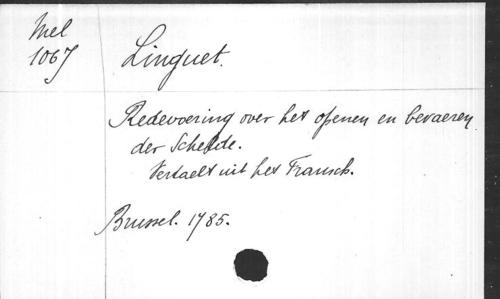 Mel
1067
Linguet.
Redevoering over het openen en bevaeren
der Schelde.
Vertaelt uit het Fransch.
Brussel. 1785.